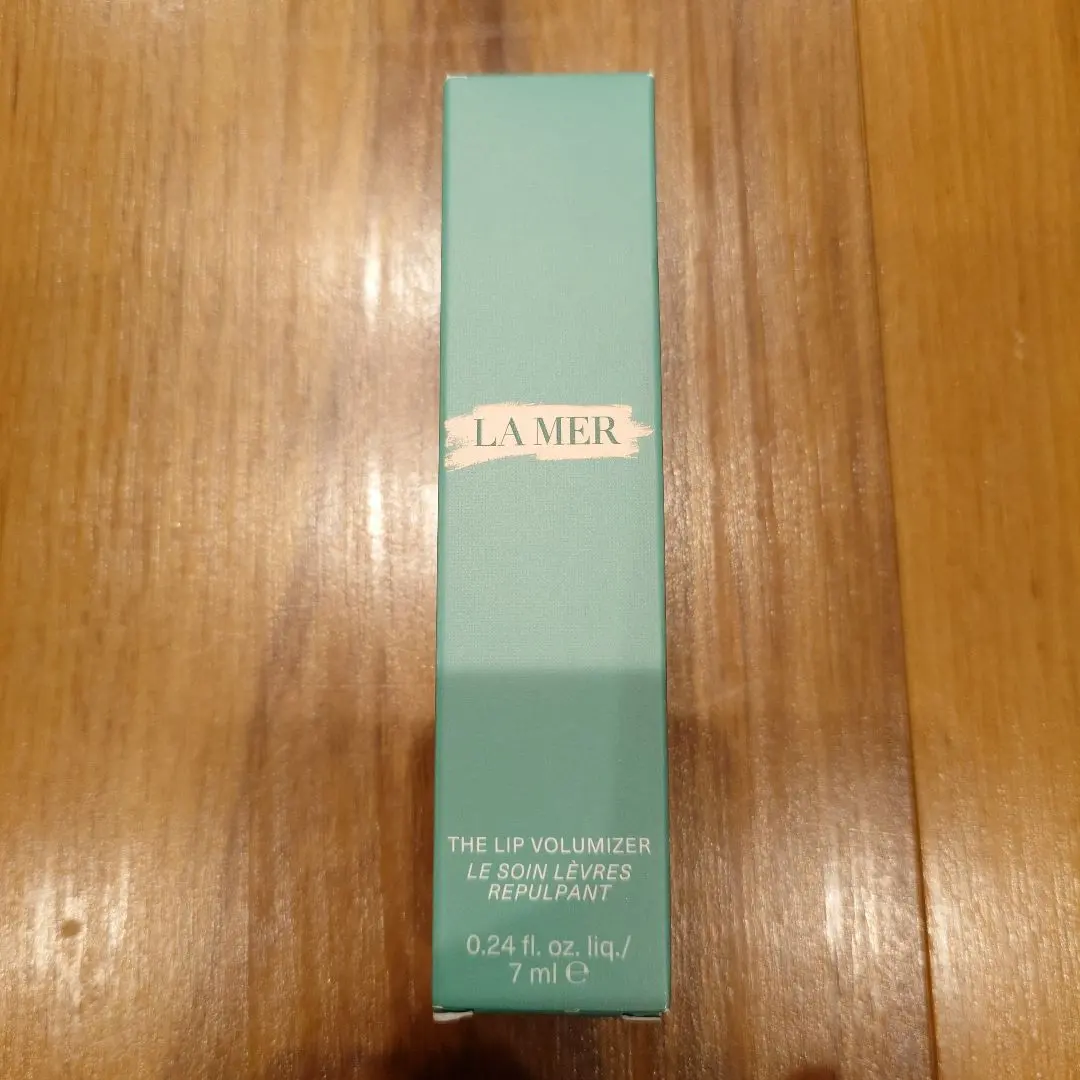 LA MER
THE LIP VOLUMIZER
LE SOIN LÈVRES
REPULPANT
0.24 fl. oz. liq./
7 ml ℮